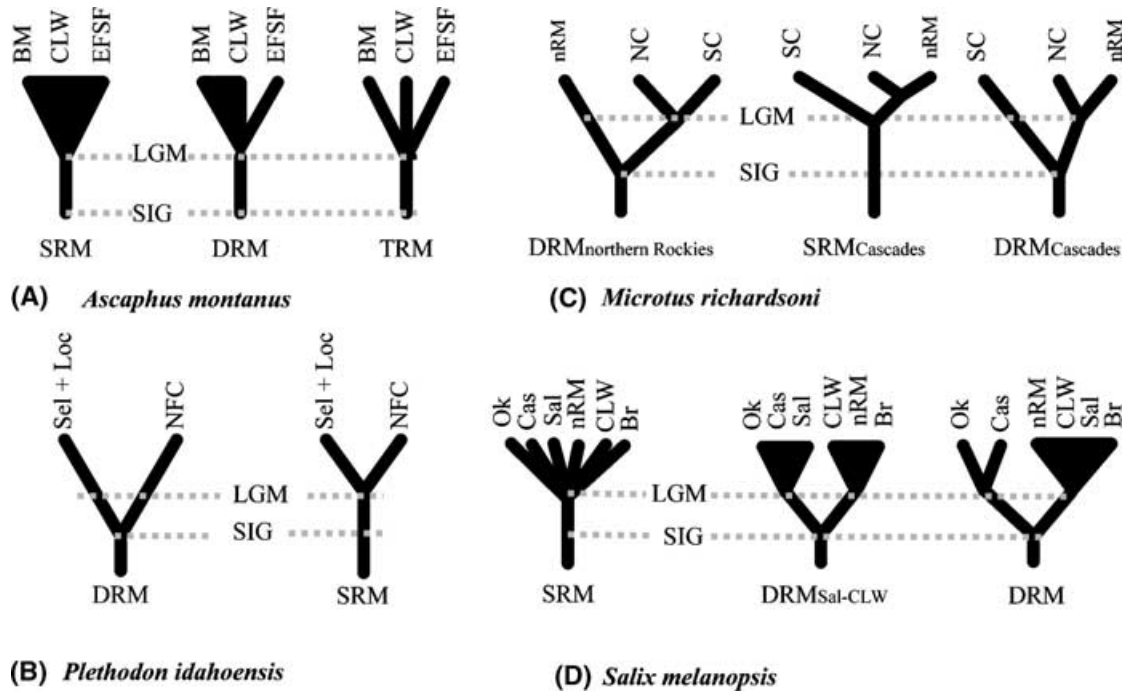 BM CLW EFSF BM CLW EFSF BM CLW EFSF
LGM
SIG
SRM DRM TRM
(A) Ascaphus montanus
nRM NC SC SC NC nRM SC NC nRM
LGM
SIG
DRMnorthern Rockies SRMCascades DRMCascades
(C) Microtus richardsoni
Sel + Loc NFC Sel + Loc NFC
LGM
SIG
DRM SRM
(B) Plethodon idahoensis
Ok Cas Sal nRM CLW Br Ok Cas Sal CLW nRM Br Ok Cas nRM CLW Sal Br
LGM
SIG
SRM DRMSal-CLW DRM
(D) Salix melanopsis